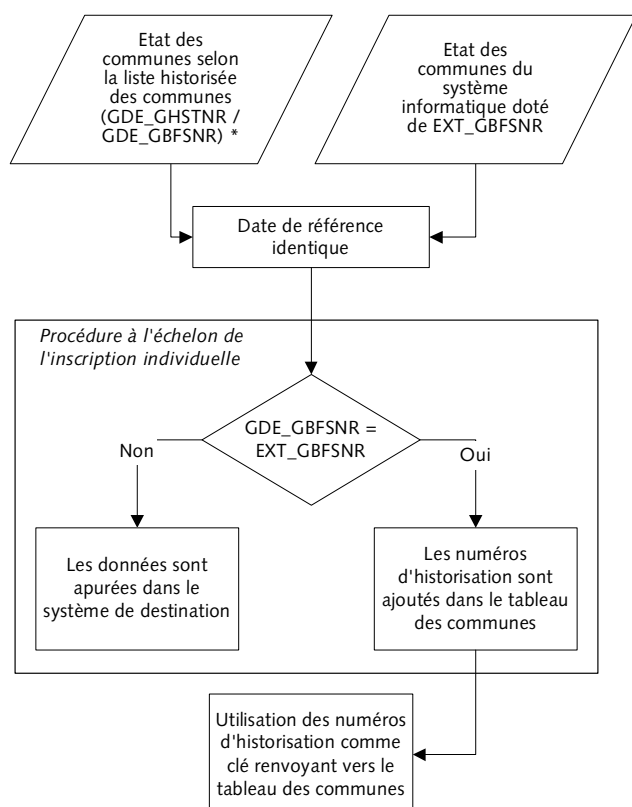 Etat des
communes selon
la liste historisée
des communes
(GDE_GHSTNR /
GDE_GBFSNR) *
Etat des
communes du
système
informatique doté
de EXT_GBFSNR
Date de référence
identique
Procédure à l'échelon de
l'inscription individuelle
GDE_GBFSNR =
EXT_GBFSNR
Non
Oui
Les données sont
apurées dans le
système de destination
Les numéros
d'historisation sont
ajoutés dans le tableau
des communes
Utilisation des numéros
d'historisation comme
clé renvoyant vers le
tableau des communes